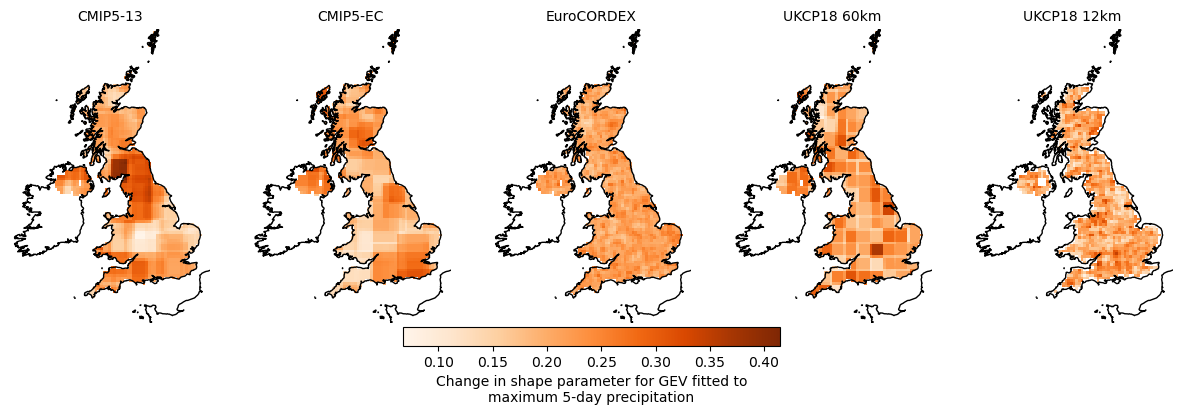 CMIP5-13 CMIP5-EC EuroCORDEX UKCP18 60km UKCP18 12km
0.10 0.15 0.20 0.25 0.30 0.35 0.40
Change in shape parameter for GEV fitted to
maximum 5-day precipitation